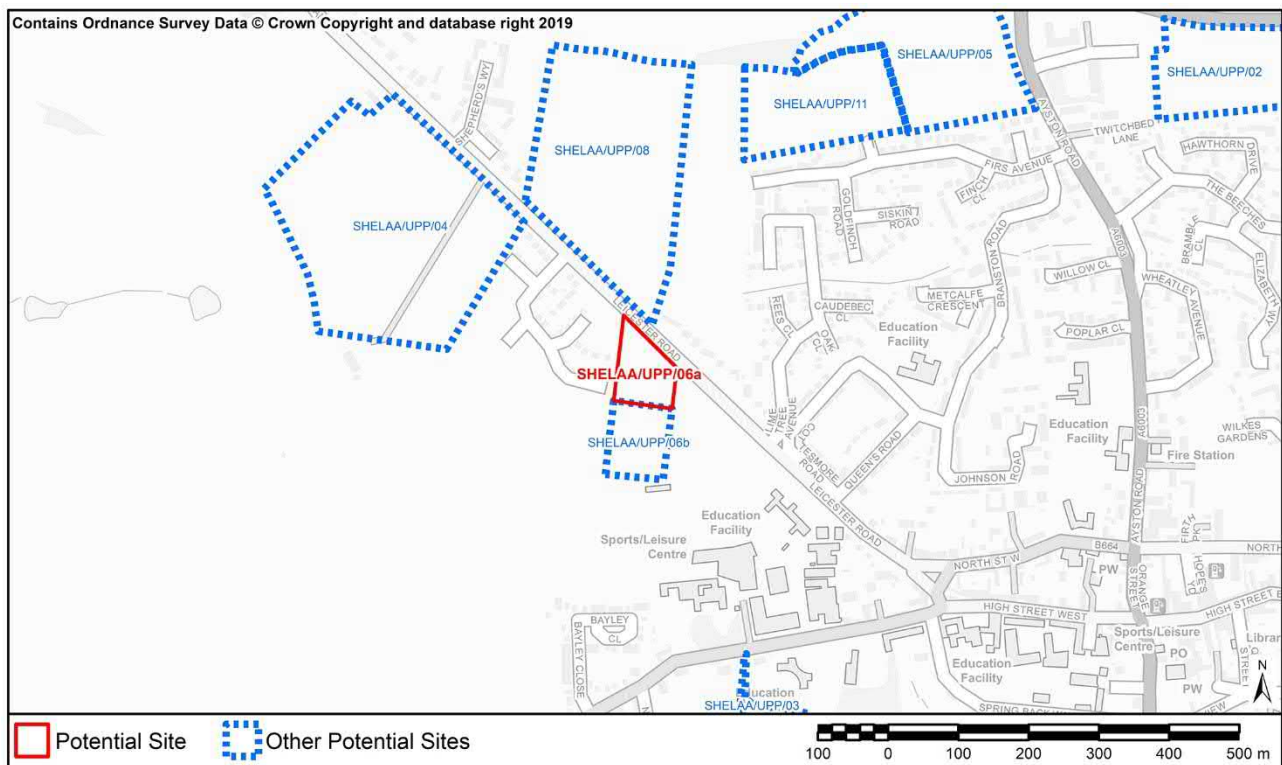 Contains Ordnance Survey Data © Crown Copyright and database right 2019
SHELAA/UPP/05
SHELAA/UPP/02
SHELAA/UPP/11
SHEPHERD'S WY
SHELAA/UPP/08
AYSTON ROAD
TWITCHBED
LANE
HAWTHORN
DRIVE
FIRS AVENUE
FINCH
CL
THE BEECHES
GOLDFINCH
ROAD
SISKIN
ROAD
BRAMBLE
CL
ELIZABETH WY
SHELAA/UPP/04
BRANSTON ROAD
A6003
WILLOW CL
WHEATLEY AVENUE
METCALFE
CRESCENT
CAUDEBEC
CL
REES CL
OAK
CL
POPLAR CL
LEICESTER ROAD
Education
Facility
SHELAA/UPP/06a
LIME
TREE
AVENUE
COTTESMORE
ROAD
QUEEN'S ROAD
Education
Facility
A6003
WILKES
GARDENS
SHELAA/UPP/06b
JOHNSON
ROAD
Fire Station
LEICESTER ROAD
AYSTON ROAD
Education
Facility
Sports/Leisure
Centre
FIRTH
PK
HOPES
YD
NORTH ST W
B664
NORTH
PW
ORANGE
STREET
HIGH STREET WEST
HIGH STREET E
BAYLEY
CL
BAYLEY CLOSE
Sports/Leisure
Centre
Librar
PO
STREET
Education
Facility
PW
Education
SHELAA/UPP/03
SPRING BACK W
VIEW
N
Potential Site
Other Potential Sites
100 0 100 200 300 400 500 m